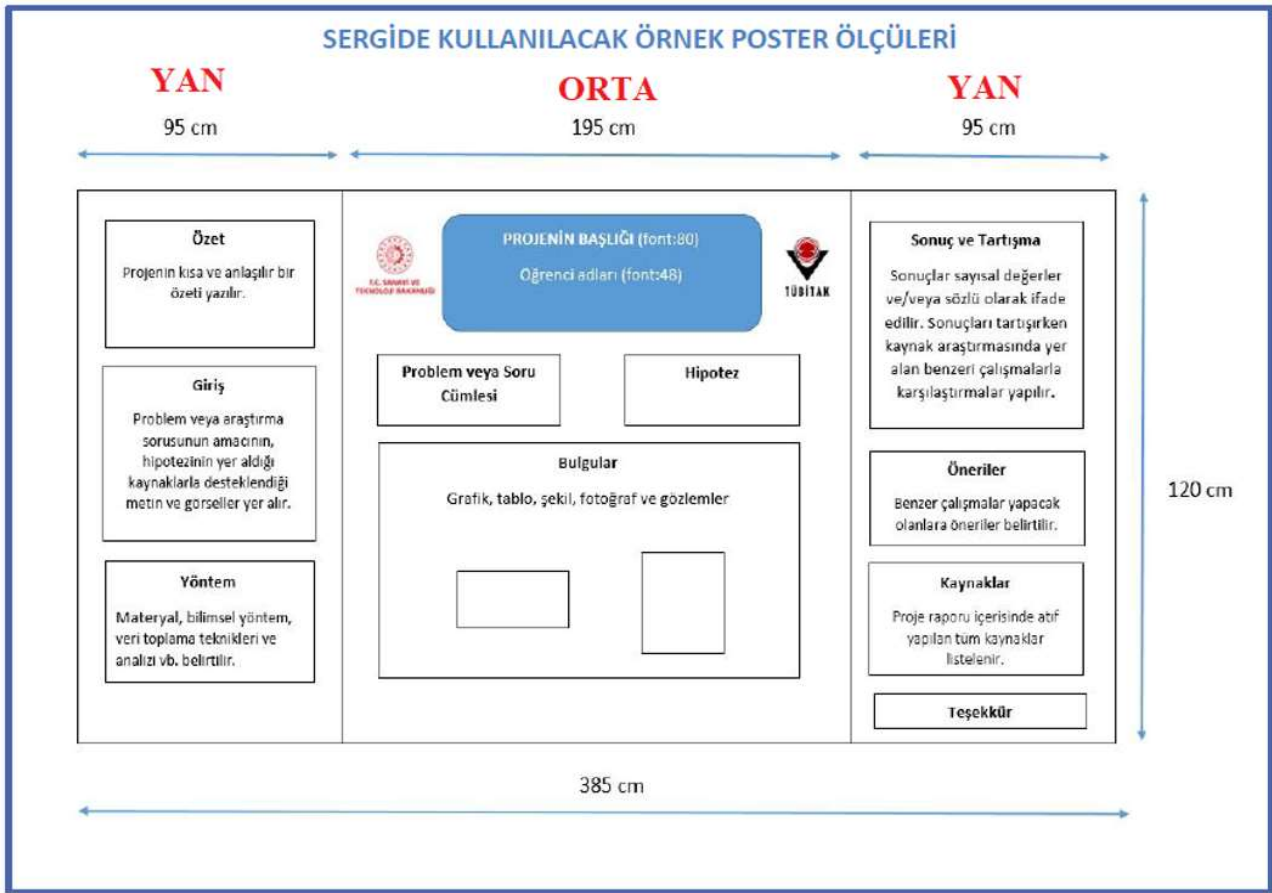 SERGİDE KULLANILACAK ÖRNEK POSTER ÖLÇÜLERİ
YAN
ORTA
YAN
95 cm
195 cm
95 cm
Özet
Projenin kısa ve anlaşılır bir
özeti yazılır.
Giriş
Problem veya araştırma
sorusunun amacının,
hipotezinin yer aldığı
kaynaklarla desteklendiği
metin ve görseller yer alır.
Yöntem
Materyal, bilimsel yöntem,
veri toplama teknikleri ve
analizi vb. belirtilir.
T.C. SANAYİ VE
TEKNOLOJİ BAKANLIĞI
PROJENİN BAŞLIĞI (font:80)
Öğrenci adları (font:48)
TÜBİTAK
Problem veya Soru
Cümlesi
Hipotez
Bulgular
Grafik, tablo, şekil, fotoğraf ve gözlemler
Sonuç ve Tartışma
Sonuçlar sayısal değerler
ve/veya sözlü olarak ifade
edilir. Sonuçları tartışırken
kaynak araştırmasında yer
alan benzeri çalışmalarla
karşılaştırmalar yapılır.
Öneriler
Benzer çalışmalar yapacak
olanlara öneriler belirtilir.
Kaynaklar
Proje raporu içerisinde atıf
yapılan tüm kaynaklar
listelenir.
Teşekkür
120 cm
385 cm